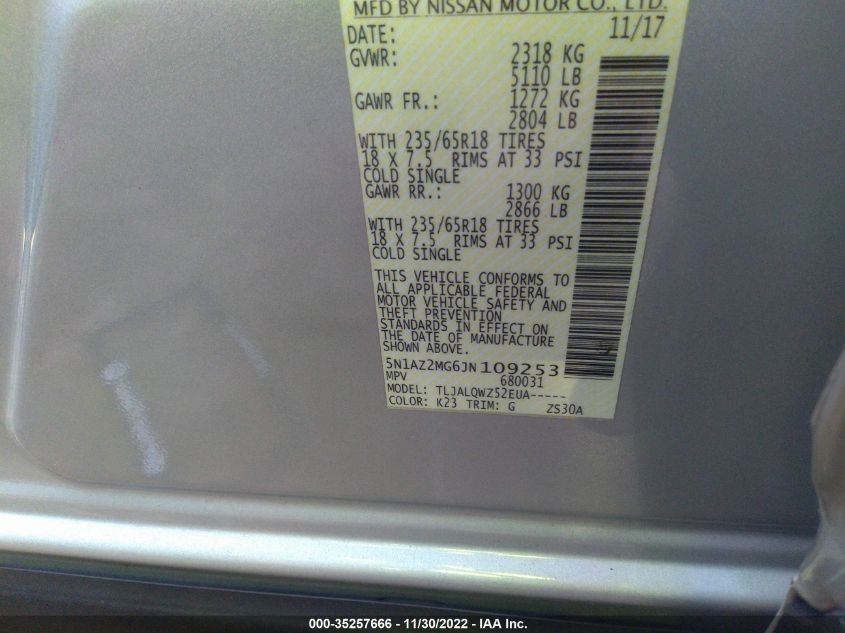 MFD BY NISSAN MOTOR CO., LTD.
DATE: 11/17
GVWR: 2318 KG
5110 LB
GAWR FR.: 1272 KG
2804 LB
WITH 235/65R18 TIRES
18 X 7.5 RIMS AT 33 PSI
COLD SINGLE
GAWR RR.: 1300 KG
2866 LB
WITH 235/65R18 TIRES
18 X 7.5 RIMS AT 33 PSI
COLD SINGLE
THIS VEHICLE CONFORMS TO
ALL APPLICABLE FEDERAL
MOTOR VEHICLE SAFETY AND
THEFT PREVENTION
STANDARDS IN EFFECT ON
THE DATE OF MANUFACTURE
SHOWN ABOVE.
5N1AZ2MG6JN109253
MPV 680031
MODEL: TLJALQWZ52EUA-----
COLOR: K23 TRIM: G ZS30A
000-35257666 - 11/30/2022 - IAA Inc.